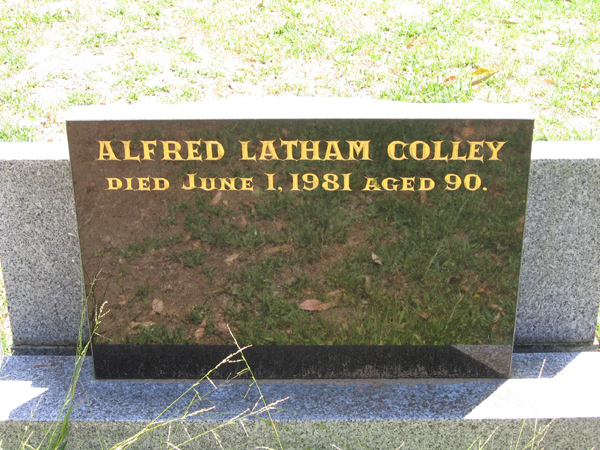 ALFRED LATHAM COLLEY
DIED JUNE 1, 1981 AGED 90.